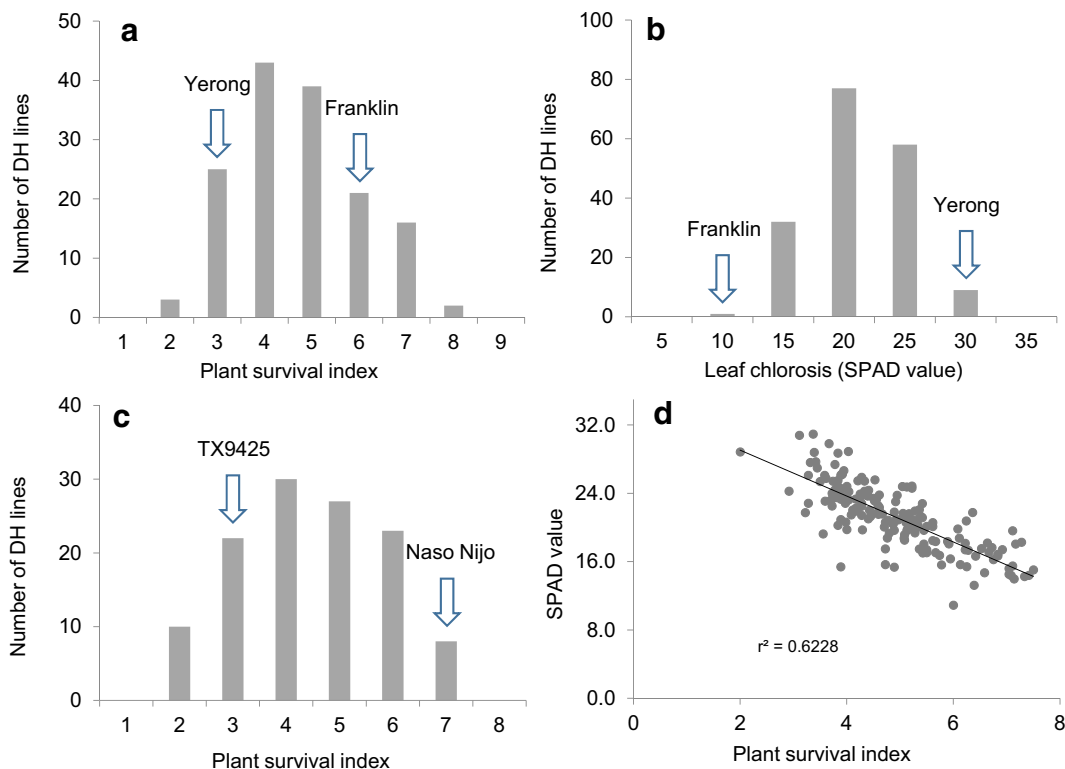 a
50
40
30
20
10
0
Number of DH lines
Yerong
Franklin
1 2 3 4 5 6 7 8 9
Plant survival index
b
100
80
60
40
20
0
Number of DH lines
Franklin
Yerong
5 10 15 20 25 30 35
Leaf chlorosis (SPAD value)
c
40
30
20
10
0
Number of DH lines
TX9425
Naso Nijo
1 2 3 4 5 6 7 8
Plant survival index
d
32.0
24.0
16.0
8.0
0.0
SPAD value
r² = 0.6228
0 2 4 6 8
Plant survival index